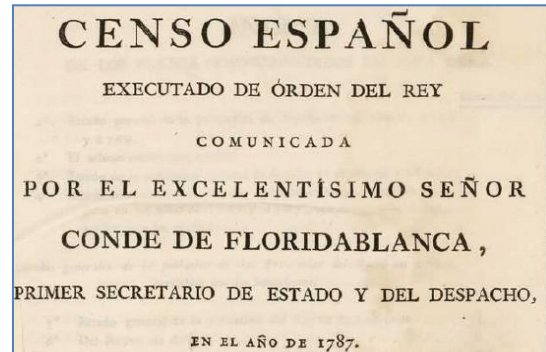 CENSO ESPAÑOL
EXECUTADO DE ÓRDEN DEL REY
COMUNICADA
POR EL EXCELENTÍSIMO SEÑOR
CONDE DE FLORIDABLANCA,
PRIMER SECRETARIO DE ESTADO Y DEL DESPACHO,
EN EL AÑO DE 1787.